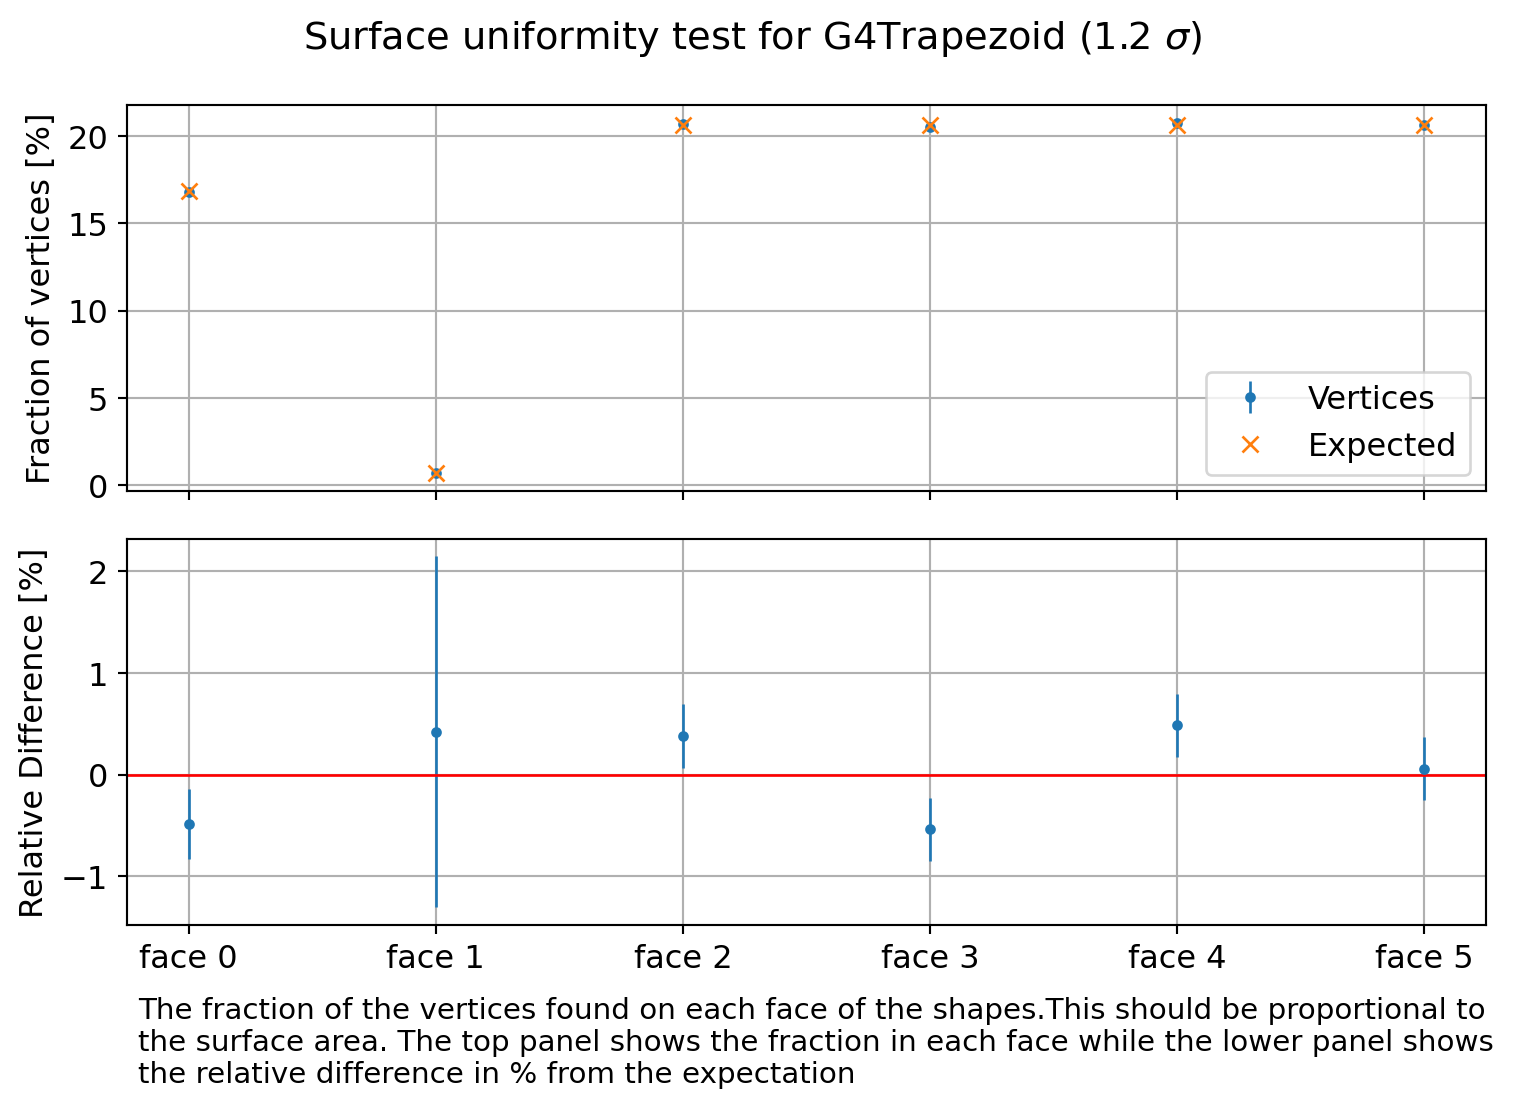 Surface uniformity test for G4Trapezoid (1.2 σ)
Fraction of vertices [%]
20
15
10
5
0
Vertices
Expected
Relative Difference [%]
2
1
0
−1
face 0 face 1 face 2 face 3 face 4 face 5
The fraction of the vertices found on each face of the shapes.This should be proportional to
the surface area. The top panel shows the fraction in each face while the lower panel shows
the relative difference in % from the expectation